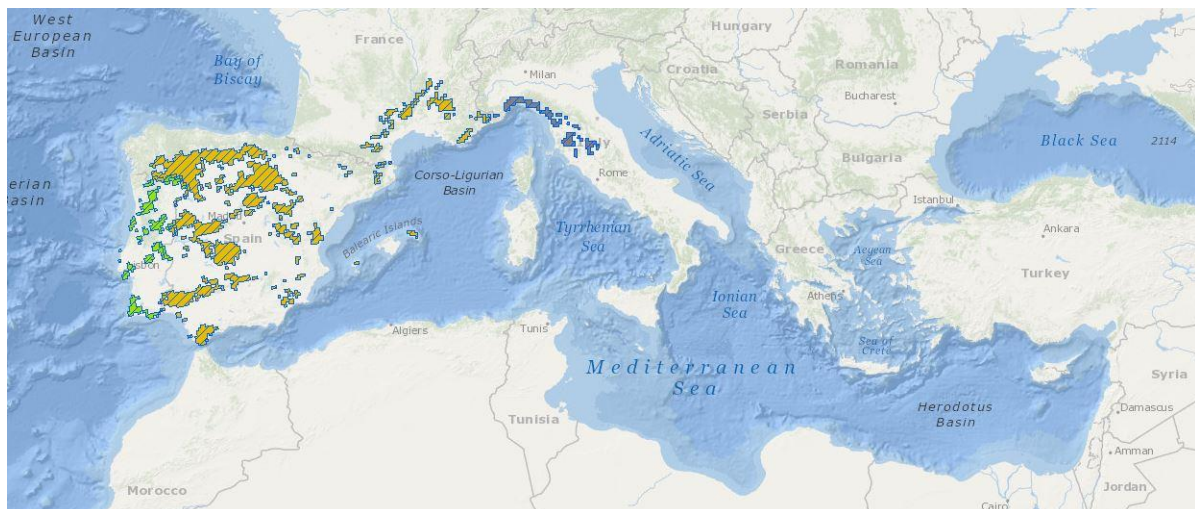 West
European
Basin
Bay of
Biscay
France
Hungary
Milan
Croatia
Romania
Bucharest
Serbia
Adriatic Sea
Black Sea
2114
Bulgaria
Corso-Ligurian
Basin
Rome
Istanbul
Madrid
Spain
Balearic Islands
Tyrrhenian
Sea
Ankara
Greece
Aegean
Sea
Turkey
Ionian
Sea
Athens
Algiers
Tunis
Sea of
Crete
Mediterranean
Sea
Syria
Herodotus
Basin
Damascus
Tunisia
Amman
Morocco
Jordan
Cairo